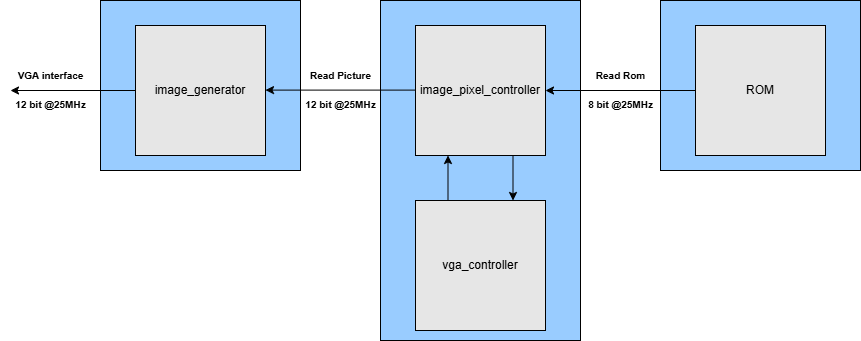 VGA interface
12 bit @25MHz
image_generator
Read Picture
12 bit @25MHz
image_pixel_controller
Read Rom
8 bit @25MHz
ROM
vga_controller